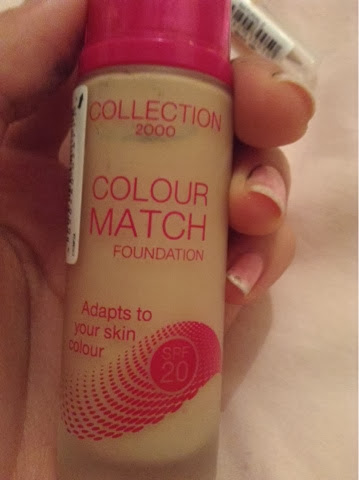 COLLECTION
2000
COLOUR
MATCH
FOUNDATION
Adapts to
your skin
colour
SPF
20